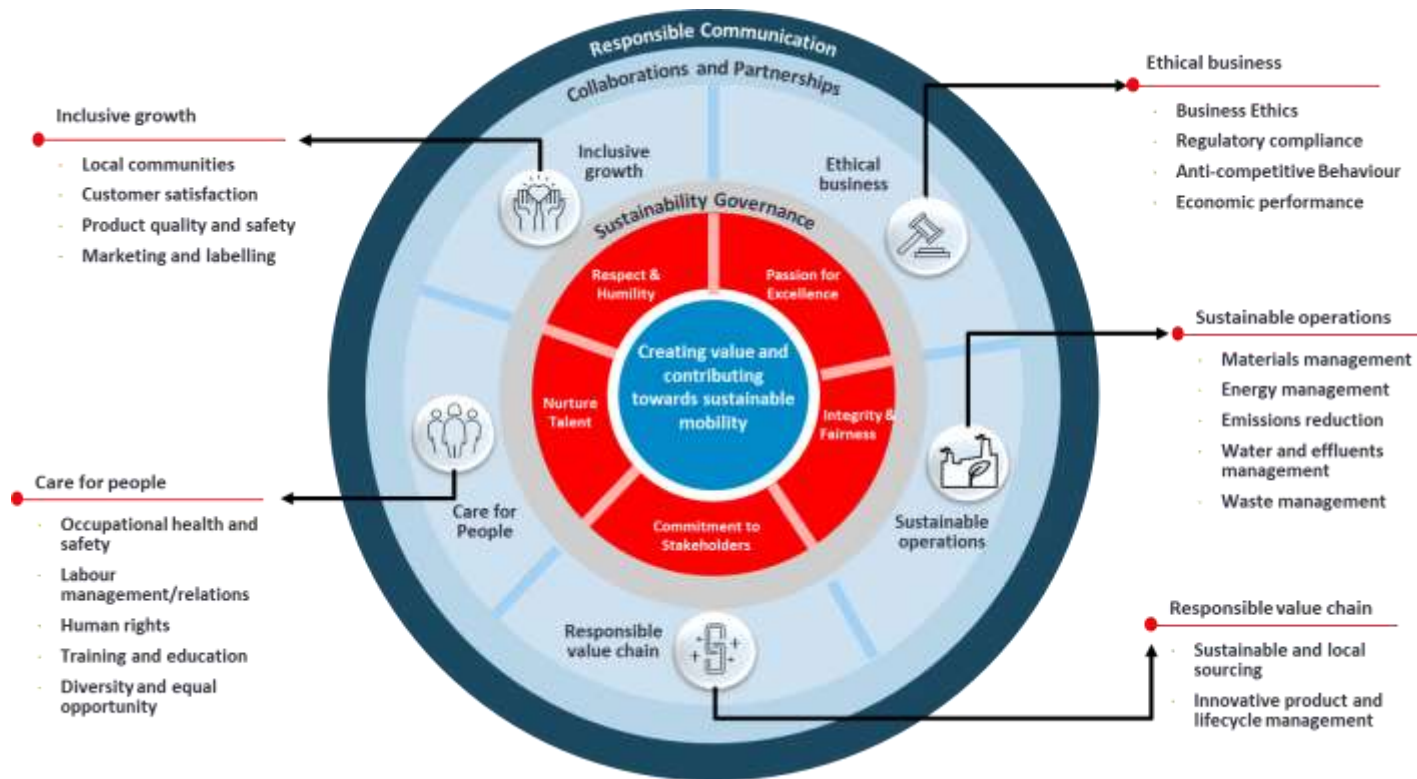 Responsible Communication
Collaborations and Partnerships
Sustainability Governance
Inclusive
growth
Ethical
business
Sustainable
operations
Responsible
value chain
Care for
People
Respect &
Humility
Passion for
Excellence
Integrity &
Fairness
Commitment to
Stakeholders
Nurture
Talent
Creating value and
contributing
towards sustainable
mobility
Inclusive growth
Local communities
Customer satisfaction
Product quality and safety
Marketing and labelling
Care for people
Occupational health and
safety
Labour
management/relations
Human rights
Training and education
Diversity and equal
opportunity
Ethical business
Business Ethics
Regulatory compliance
Anti-competitive Behaviour
Economic performance
Sustainable operations
Materials management
Energy management
Emissions reduction
Water and effluents
management
Waste management
Responsible value chain
Sustainable and local
sourcing
Innovative product and
lifecycle management